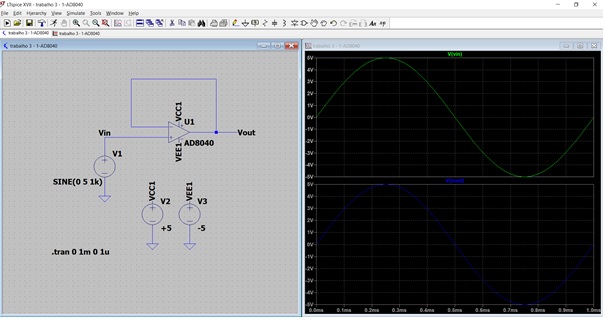 LTspice XVII - trabalho 3 - 1-AD8040
File Edit Hierarchy View Simulate Tools Window Help
trabalho 3 - 1-AD8040 trabalho 3 - 1-AD8040
trabalho 3 - 1-AD8040
VCC1
U1
Vin
Vout
AD8040
VEE1
V1
SINE(0 5 1k)
VCC1 VEE1
V2 V3
+5 -5
.tran 0 1m 0 1u
trabalho 3 - 1-AD8040
V(vin)
5V
4V
3V
2V
1V
0V
-1V
-2V
-3V
-4V
-5V
V(vout)
5V
4V
3V
2V
1V
0V
-1V
-2V
-3V
-4V
-5V
0.0ms 0.1ms 0.2ms 0.3ms 0.4ms 0.5ms 0.6ms 0.7ms 0.8ms 0.9ms 1.0ms